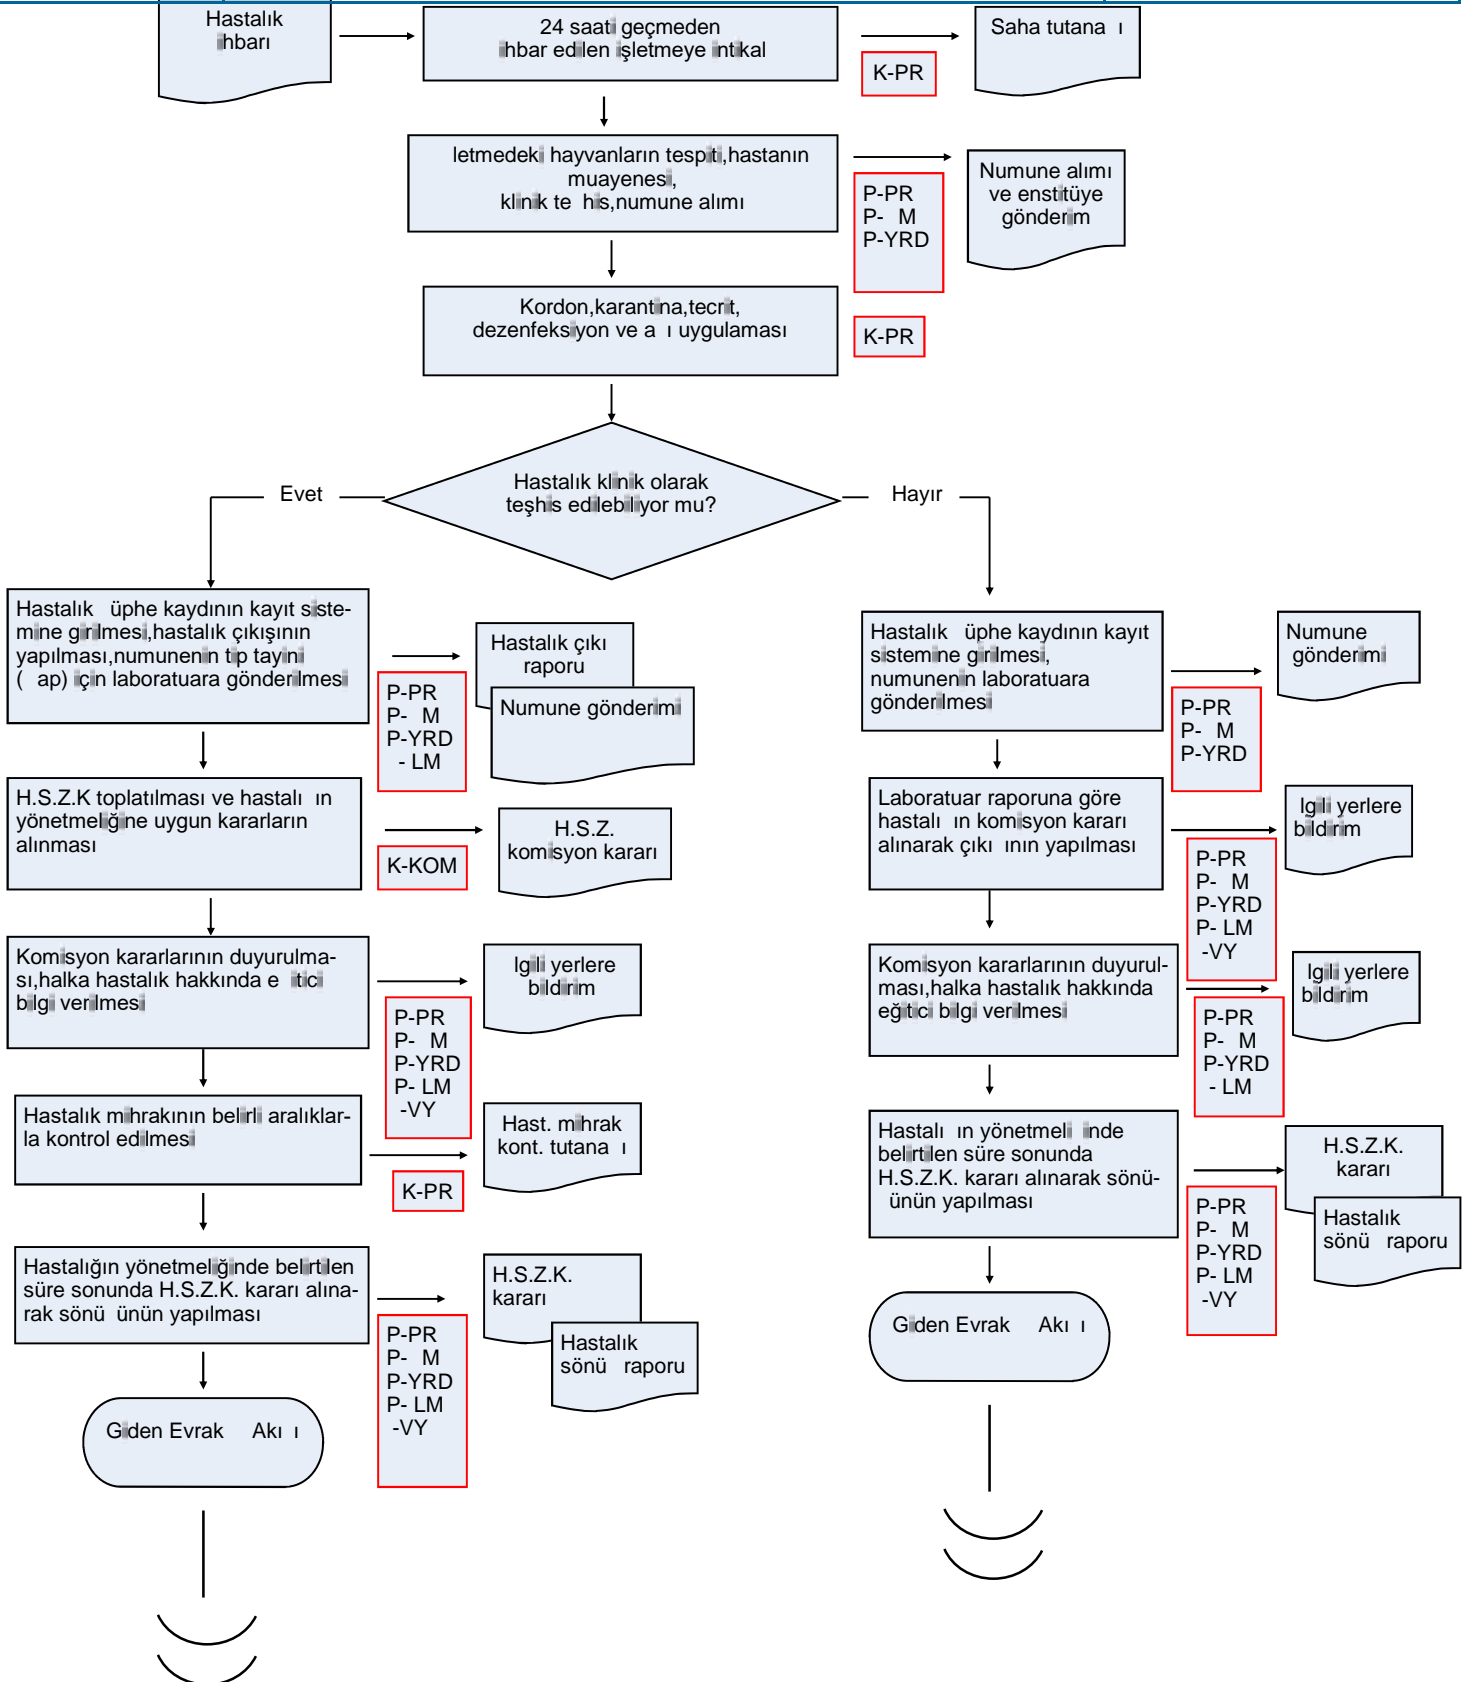 Hastalık
ihbarı
24 saati geçmeden
ihbar edilen işletmeye intikal
K-PR
Saha tutana ı
letmedeki hayvanların tespiti,hastanın
muayenesi,
klinik te his,numune alımı
P-PR
P- M
P-YRD
Numune alımı
ve enstitüye
gönderim
Kordon,karantina,tecrit,
dezenfeksiyon ve a ı uygulaması
K-PR
Hastalık klinik olarak
teşhis edilebiliyor mu?
Evet
Hayır
Hastalık üphe kaydının kayıt siste-
mine girilmesi,hastalık çıkışının
yapılması,numunenin tip tayini
( ap) için laboratuara gönderilmesi
P-PR
P- M
P-YRD
- LM
Hastalık çıkı
raporu
Numune gönderimi
H.S.Z.K toplatılması ve hastalı ın
yönetmeliğine uygun kararların
alınması
K-KOM
H.S.Z.
komisyon kararı
Komisyon kararlarının duyurulma-
sı,halka hastalık hakkında e itici
bilgi verilmesi
P-PR
P- M
P-YRD
P- LM
-VY
Ilgili yerlere
bildirim
Hastalık mihrakının belirli aralıklar-
la kontrol edilmesi
K-PR
Hast. mihrak
kont. tutana ı
Hastalığın yönetmeliğinde belirtilen
süre sonunda H.S.Z.K. kararı alına-
rak sönü ünün yapılması
P-PR
P- M
P-YRD
P- LM
-VY
H.S.Z.K.
kararı
Hastalık
sönü raporu
Giden Evrak Akı ı
Hastalık üphe kaydının kayıt
sistemine girilmesi,
numunenin laboratuara
gönderilmesi
P-PR
P- M
P-YRD
Numune
gönderimi
Laboratuar raporuna göre
hastalı ın komisyon kararı
alınarak çıkı ının yapılması
P-PR
P- M
P-YRD
P- LM
-VY
Ilgili yerlere
bildirim
Komisyon kararlarının duyurul-
ması,halka hastalık hakkında
eğitici bilgi verilmesi
P-PR
P- M
P-YRD
- LM
Ilgili yerlere
bildirim
Hastalı ın yönetmeli inde
belirtilen süre sonunda
H.S.Z.K. kararı alınarak sönü-
ünün yapılması
P-PR
P- M
P-YRD
P- LM
-VY
H.S.Z.K.
kararı
Hastalık
sönü raporu
Giden Evrak Akı ı